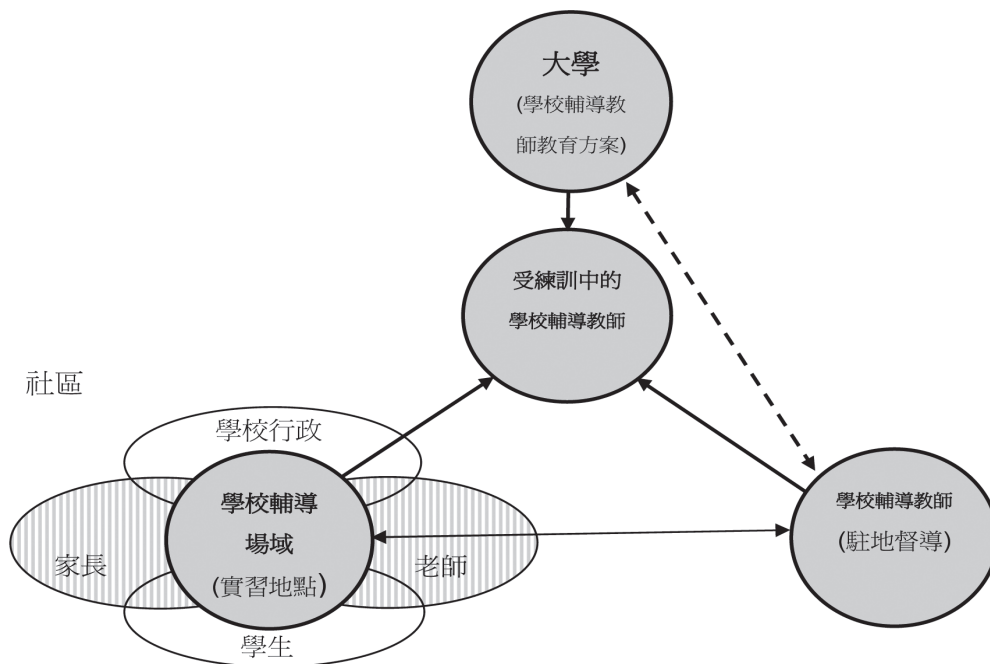 大學
(學校輔導教
師教育方案)
受練訓中的
學校輔導教師
社區
學校行政
學校輔導
場域
(實習地點)
家長
老師
學生
學校輔導教師
(駐地督導)